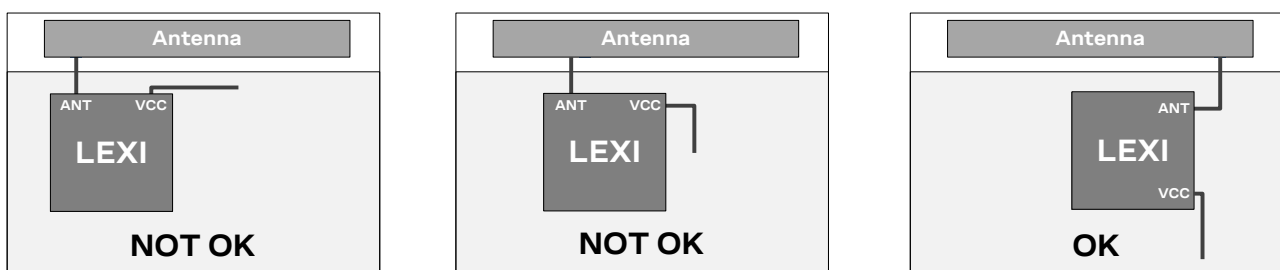 Antenna
ANT VCC
LEXI
NOT OK
Antenna
ANT VCC
LEXI
NOT OK
Antenna
ANT
LEXI
VCC
OK